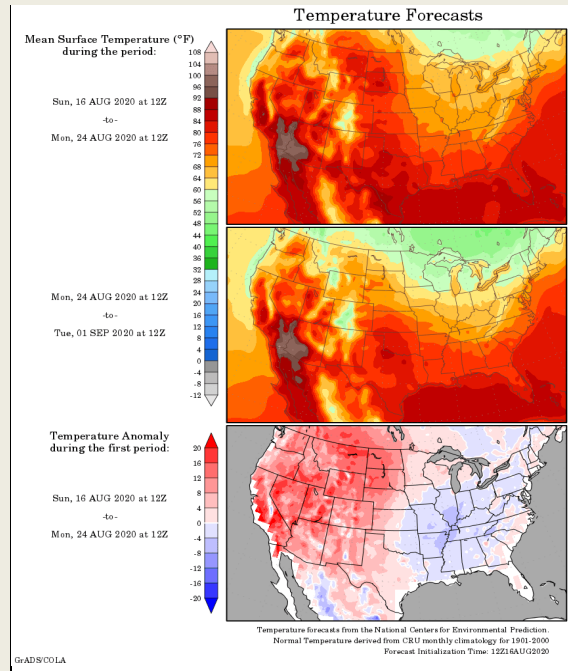 Temperature Forecasts
Mean Surface Temperature (°F)
during the period:
Sun, 16 AUG 2020 at 12Z
-to-
Mon, 24 AUG 2020 at 12Z
108
104
100
96
92
88
84
80
76
72
68
64
60
56
52
48
44
40
36
32
28
24
20
16
12
8
4
0
-4
-8
-12
Mon, 24 AUG 2020 at 12Z
-to-
Tue, 01 SEP 2020 at 12Z
Temperature Anomaly
during the first period:
Sun, 16 AUG 2020 at 12Z
-to-
Mon, 24 AUG 2020 at 12Z
20
16
12
8
4
0
-4
-8
-12
-16
-20
Temperature forecasts from the National Centers for Environmental Prediction.
Normal Temperature derived from CRU monthly climatology for 1901-2000
Forecast Initialization Time: 12Z16AUG2020
GrADS/COLA